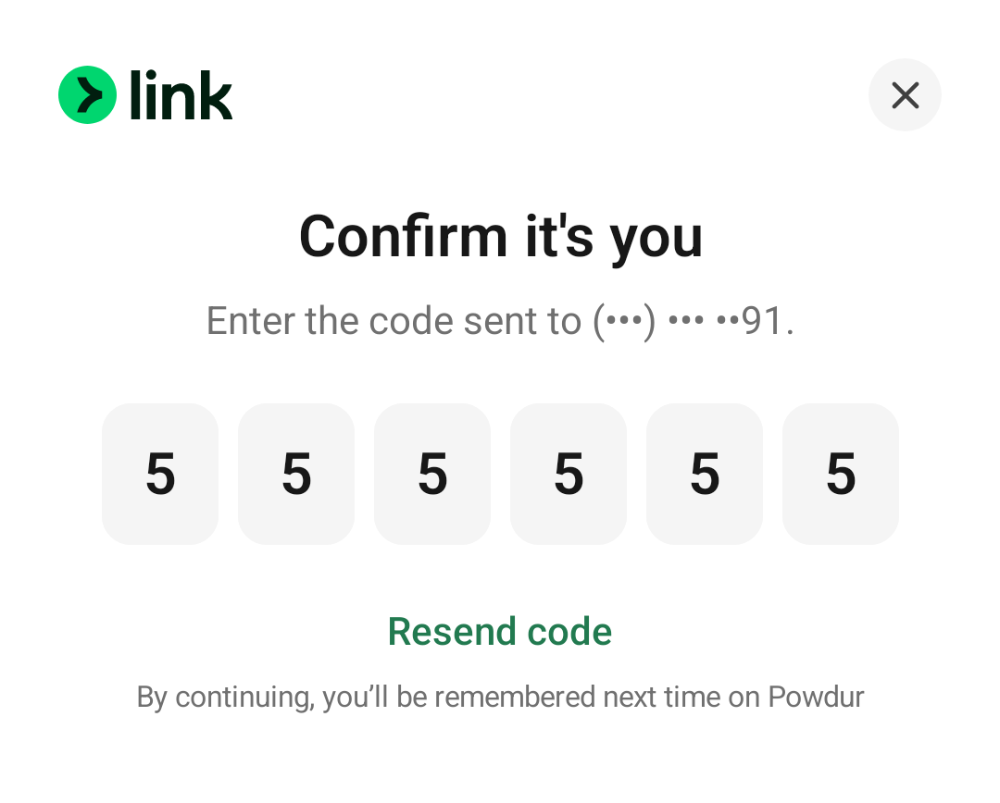 link
Confirm it's you
Enter the code sent to (•••) ••• ••91.
5 5 5 5 5 5
Resend code
By continuing, you’ll be remembered next time on Powdur